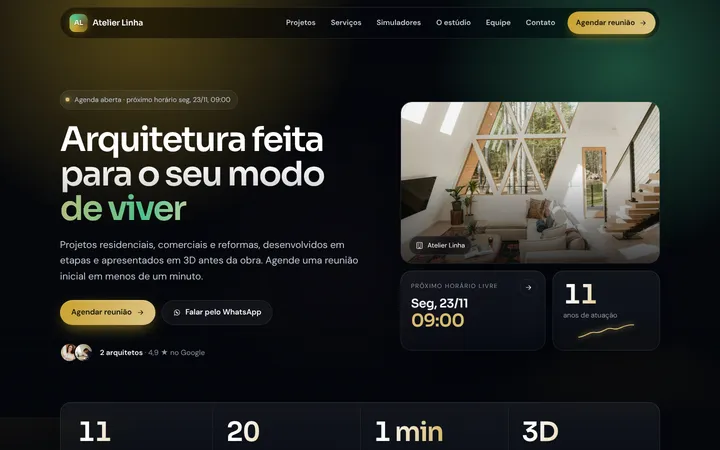 AL Atelier Linha
Projetos Serviços Simuladores O estúdio Equipe Contato Agendar reunião →
Agenda aberta · próximo horário seg, 23/11, 09:00
Arquitetura feita
para o seu modo
de viver
Projetos residenciais, comerciais e reformas, desenvolvidos em
etapas e apresentados em 3D antes da obra. Agende uma reunião
inicial em menos de um minuto.
Agendar reunião →
Falar pelo WhatsApp
2 arquitetos · 4,9 ★ no Google
Atelier Linha
PRÓXIMO HORÁRIO LIVRE →
Seg, 23/11
09:00
11
anos de atuação
11 20 1 min 3D